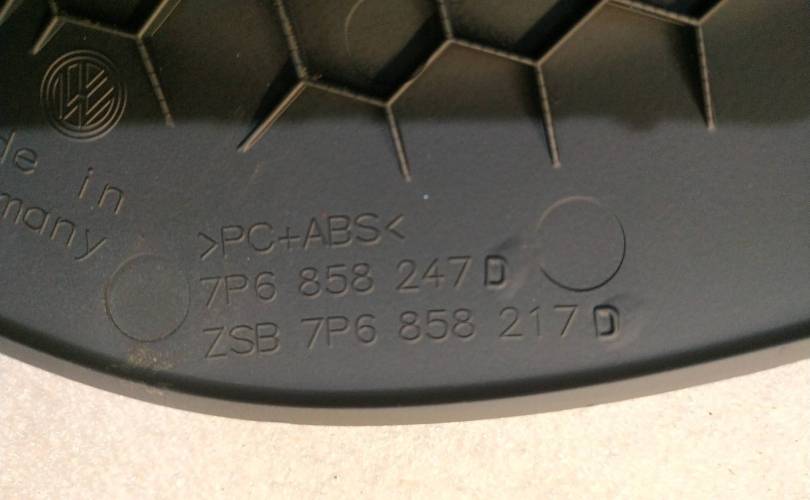 de in
many
>PC+ABS<
7P6 858 247 D
ZSB 7P6 858 217 D